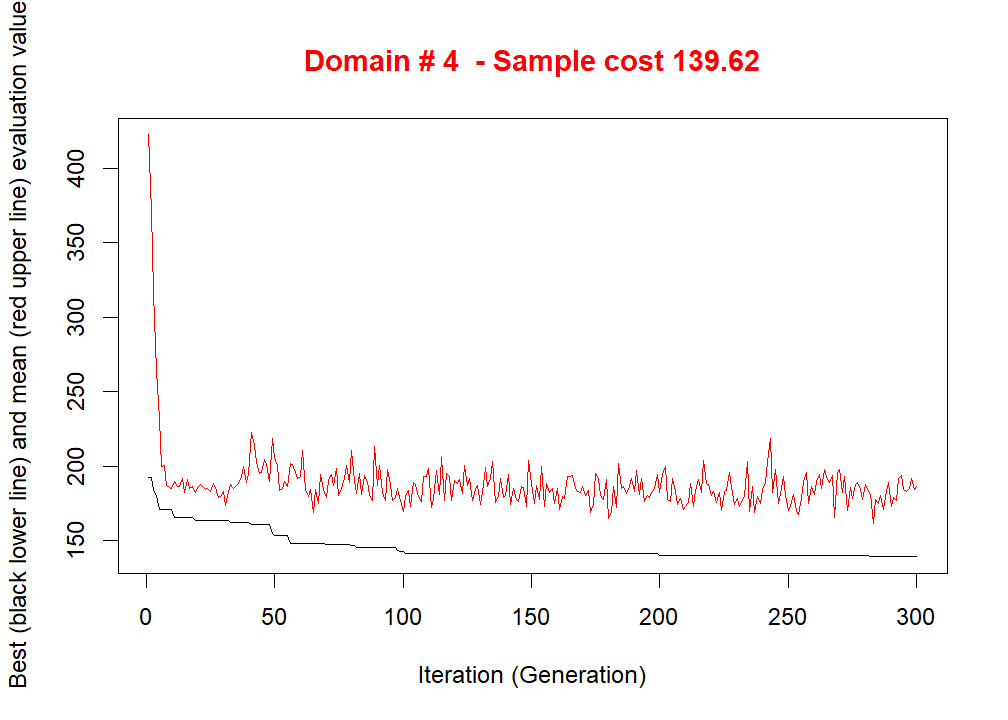 Domain # 4  - Sample cost 139.62
Best (black lower line) and mean (red upper line) evaluation value
400
350
300
250
200
150
0 50 100 150 200 250 300
Iteration (Generation)